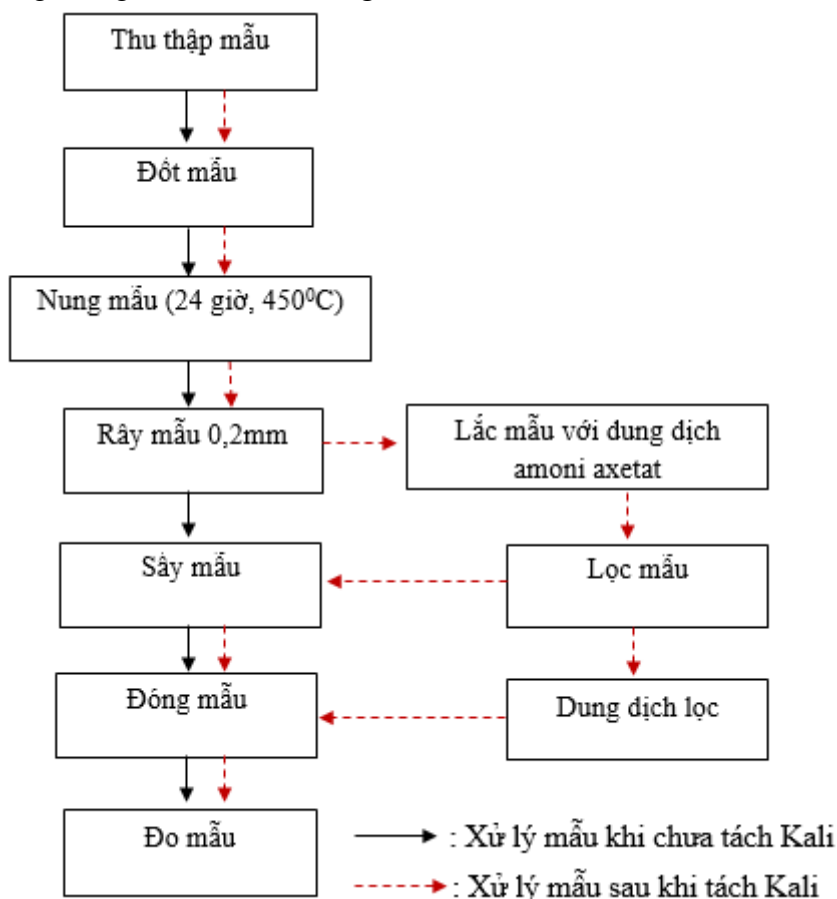 Thu thập mẫu
Đốt mẫu
Nung mẫu (24 giờ, 450⁰C)
Rây mẫu 0,2mm
Lắc mẫu với dung dịch
amoni axetat
Sấy mẫu
Lọc mẫu
Đóng mẫu
Dung dịch lọc
Đo mẫu
: Xử lý mẫu khi chưa tách Kali
: Xử lý mẫu sau khi tách Kali